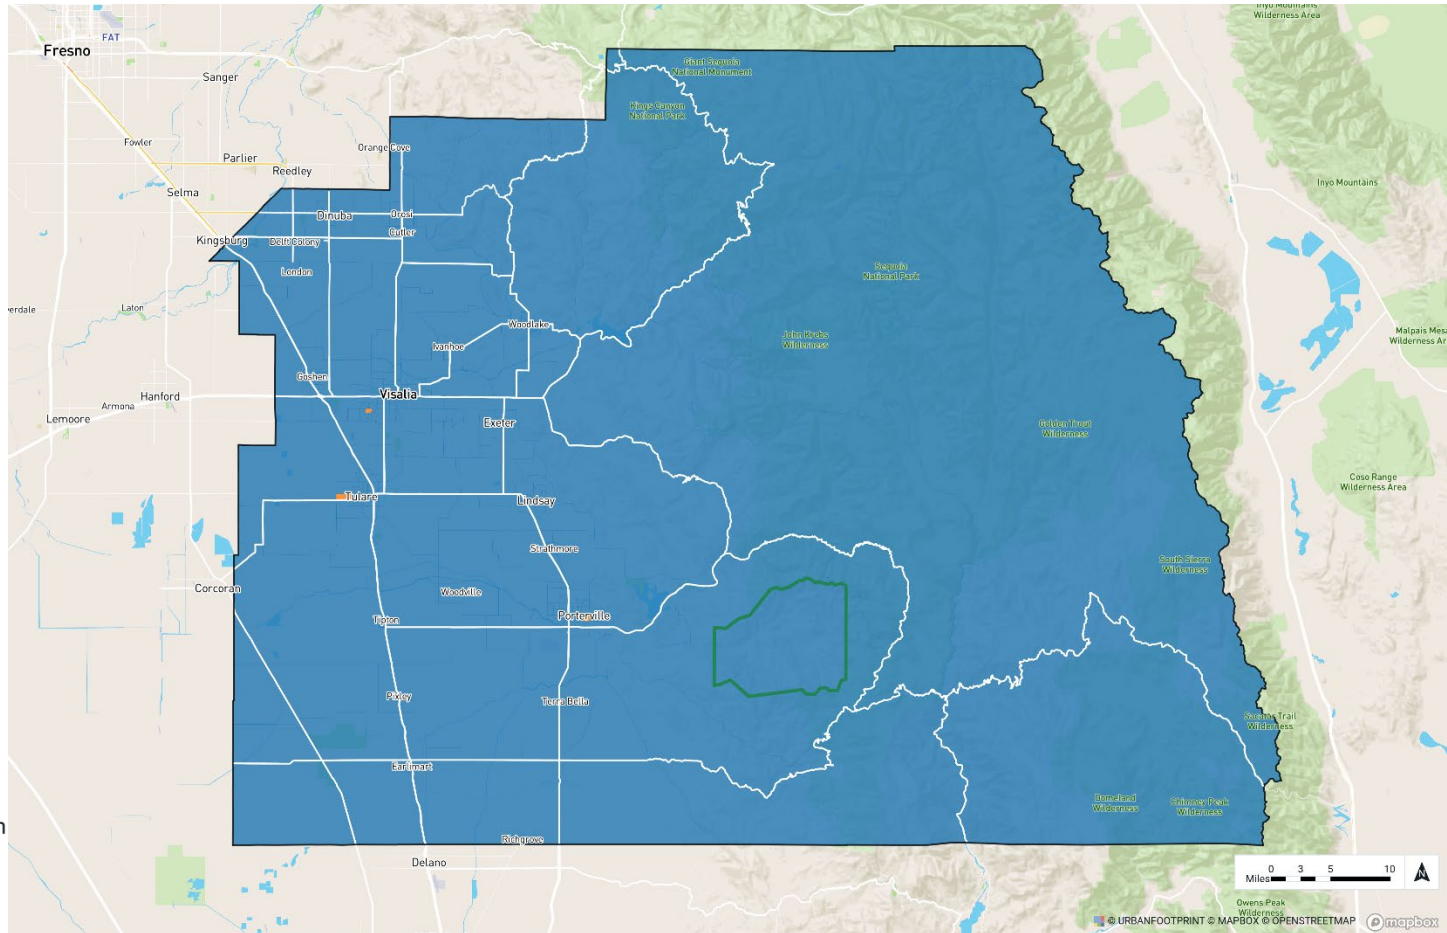 Inyo Mountains
Wilderness Area
FAT
Fresno
Giant Sequoia
National Monument
Sanger
Kings Canyon
National Park
Fowler
Orange Cove
Parlier
Reedley
Selma
Inyo Mountains
Dinuba
Orosi
Cutler
Kingsburg
Delft Colony
London
Sequoia
National Park
verdale
Laton
Woodlake
John Krebs
Wilderness
Malpais Mesa
Wilderness Ar
Ivanhoe
Goshen
Visalia
Hanford
Armona
Lemoore
Exeter
Golden Trout
Wilderness
Coso Range
Wilderness Area
Tulare
Lindsay
Strathmore
South Sierra
Wilderness
Corcoran
Woodville
Porterville
Tipton
Pixley
Terra Bella
Sacatar Trail
Wilderness
Earlimart
Domeland
Wilderness
Chimney Peak
Wilderness
n
Richgrove
Delano
0 3 5 10
Miles
N
Owens Peak
Wilderness
© URBANFOOTPRINT © MAPBOX © OPENSTREETMAP
mapbox